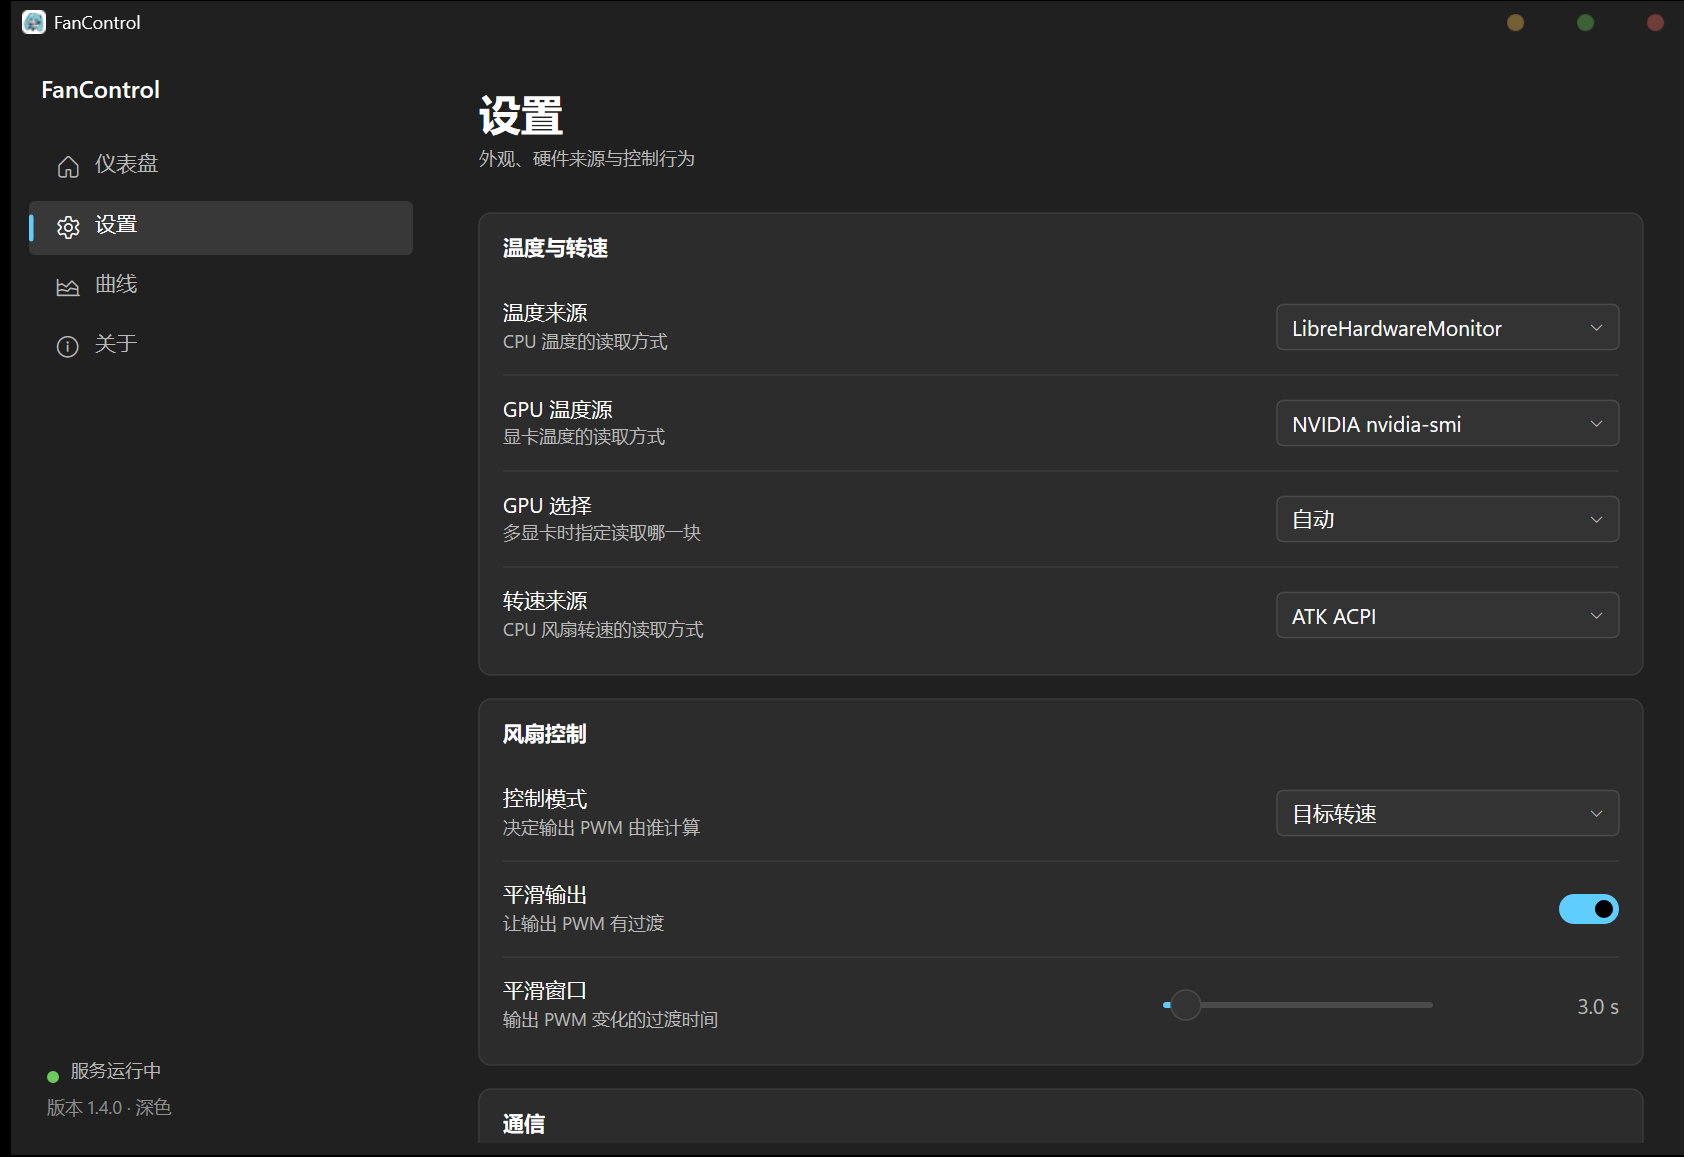 FanControl
FanControl
仪表盘
设置
曲线
关于
服务运行中
版本 1.4.0 · 深色
设置
外观、硬件来源与控制行为
温度与转速
温度来源
CPU 温度的读取方式
LibreHardwareMonitor
GPU 温度源
显卡温度的读取方式
NVIDIA nvidia-smi
GPU 选择
多显卡时指定读取哪一块
自动
转速来源
CPU 风扇转速的读取方式
ATK ACPI
风扇控制
控制模式
决定输出 PWM 由谁计算
目标转速
平滑输出
让输出 PWM 有过渡
平滑窗口
输出 PWM 变化的过渡时间
3.0 s
通信